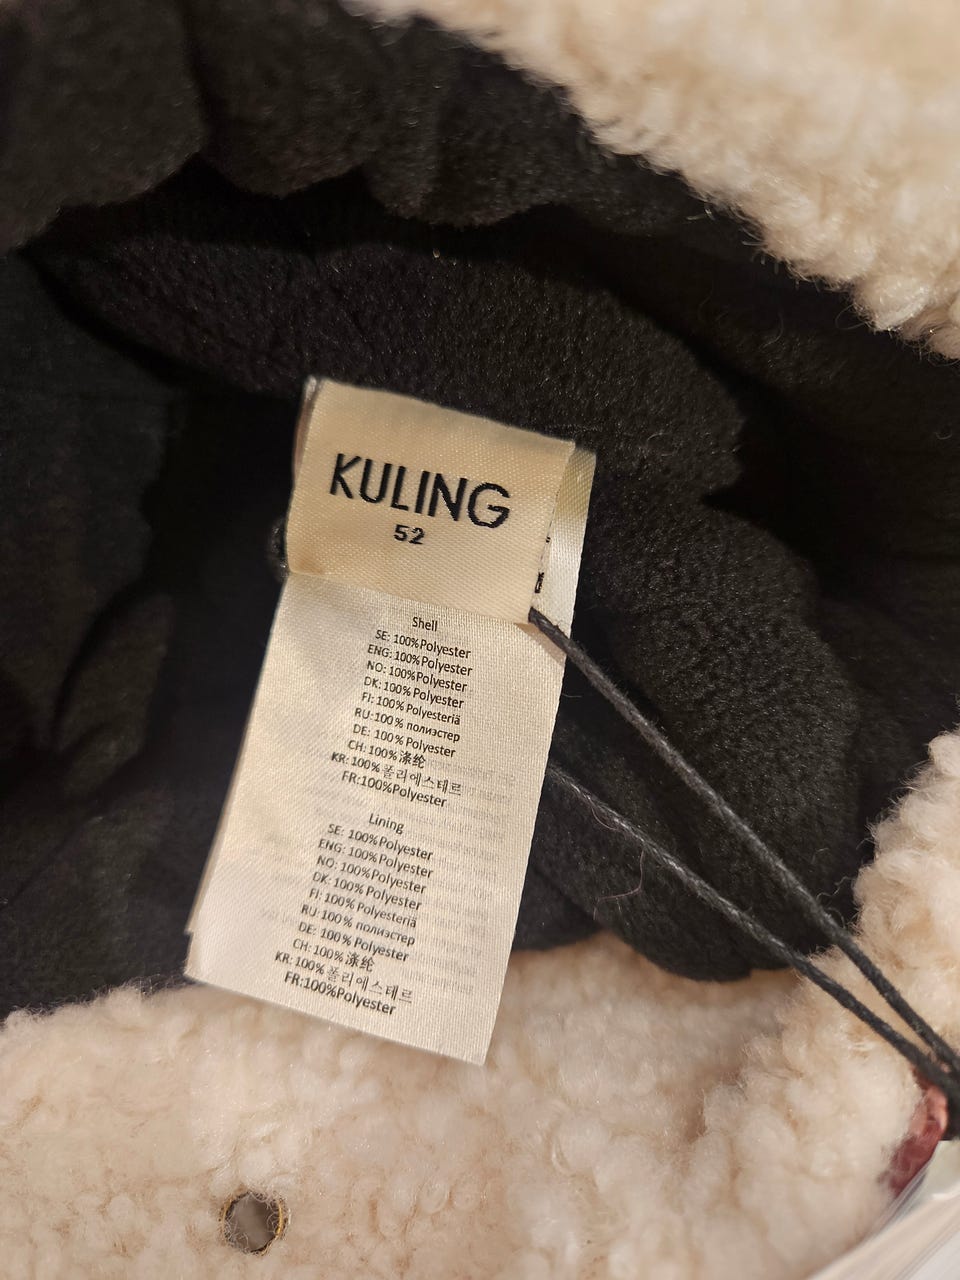 KULING
52
Shell
SE: 100%Polyester
ENG: 100%Polyester
NO: 100%Polyester
DK: 100% Polyester
FI: 100% Polyesteriä
RU:100% полиэстер
DE: 100% Polyester
CH: 100%涤纶
KR: 100% 폴리에스테르
FR:100%Polyester
Lining
SE: 100%Polyester
ENG: 100%Polyester
NO: 100%Polyester
DK: 100% Polyester
FI: 100% Polyesteriä
RU: 100% полиэстер
DE: 100% Polyester
CH: 100%涤纶
KR: 100% 폴리에스테르
FR:100%Polyester